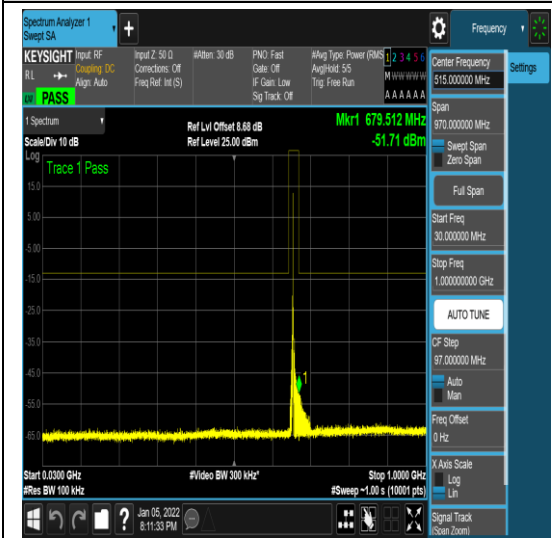 Spectrum Analyzer 1
Swept SA
+
Frequency
KEYSIGHT
RL
PASS
Input: RF
Coupling: DC
Align: Auto
Input Z: 50 Ω
Corrections: Off
Freq Ref: Int (S)
#Atten: 30 dB
PNO: Fast
Gate: Off
IF Gain: Low
Sig Track: Off
#Avg Type: Power (RMS
Avg|Hold: 5/5
Trig: Free Run
1 2 3 4 5 6
M w w w w w
A A A A A A
1 Spectrum
Scale/Div 10 dB
Ref Lvl Offset 8.68 dB
Ref Level 25.00 dBm
Mkr1 679.512 MHz
-51.71 dBm
Log
Trace 1 Pass
15.0
5.00
-5.00
-15.0
-25.0
-35.0
-45.0
-55.0
-65.0
1
Start 0.0300 GHz
#Res BW 100 kHz
#Video BW 300 kHz*
Stop 1.0000 GHz
#Sweep ~1.00 s (10001 pts)
?
Jan 05, 2022
8:11:33 PM
Settings
Center Frequency
515.000000 MHz
Span
970.000000 MHz
Swept Span
Zero Span
Full Span
Start Freq
30.000000 MHz
Stop Freq
1.000000000 GHz
AUTO TUNE
CF Step
97.000000 MHz
Auto
Man
Freq Offset
0 Hz
X Axis Scale
Log
Lin
Signal Track
(Span Zoom)